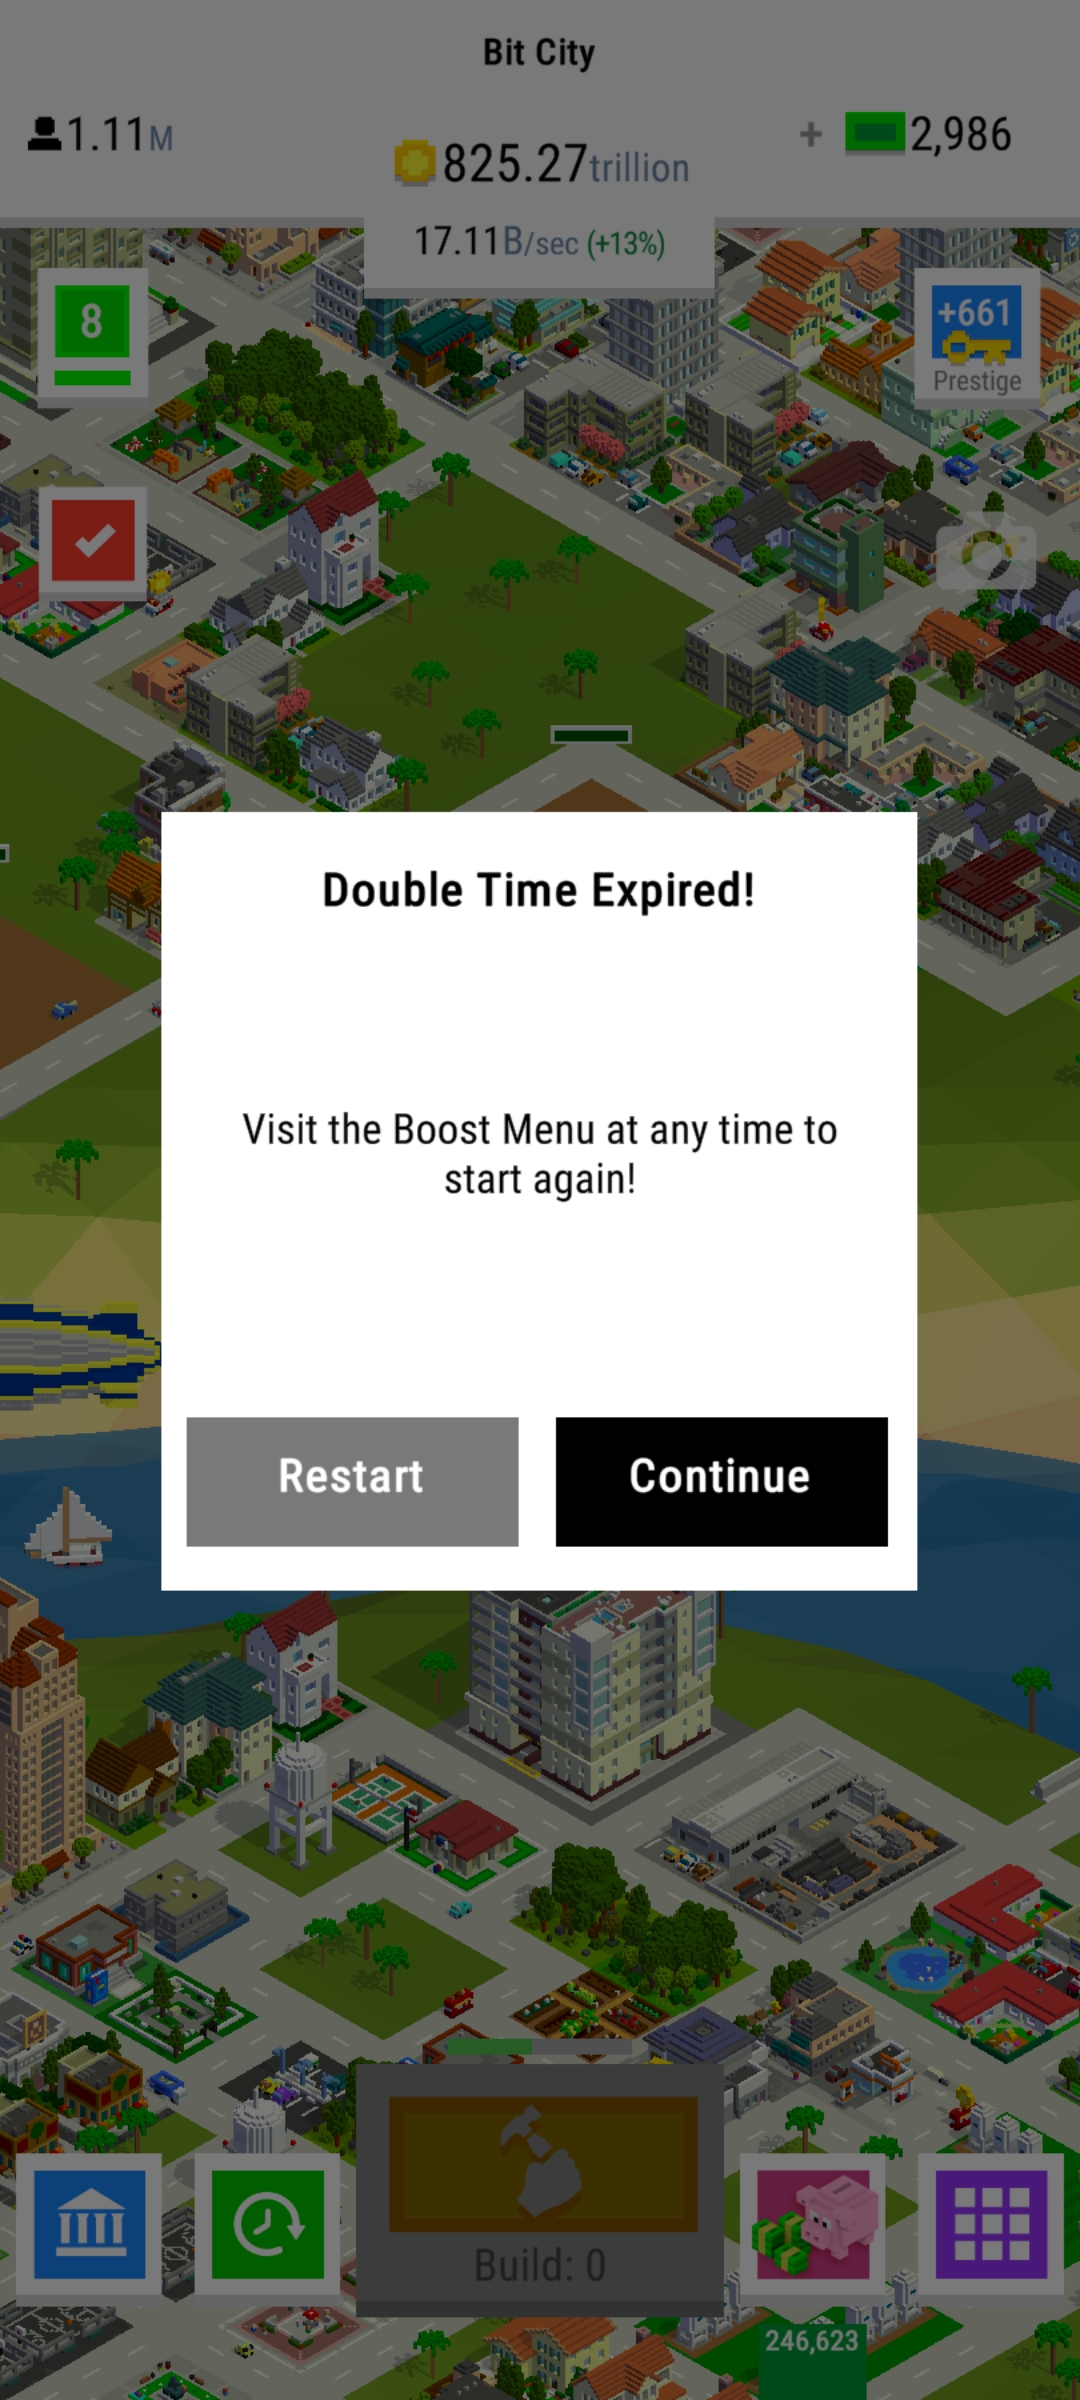 Bit City
1.11M
825.27trillion
+ 2,986
17.11B/sec (+13%)
8
+661
Prestige
Double Time Expired!
Visit the Boost Menu at any time to
start again!
Restart
Continue
Build: 0
246,623